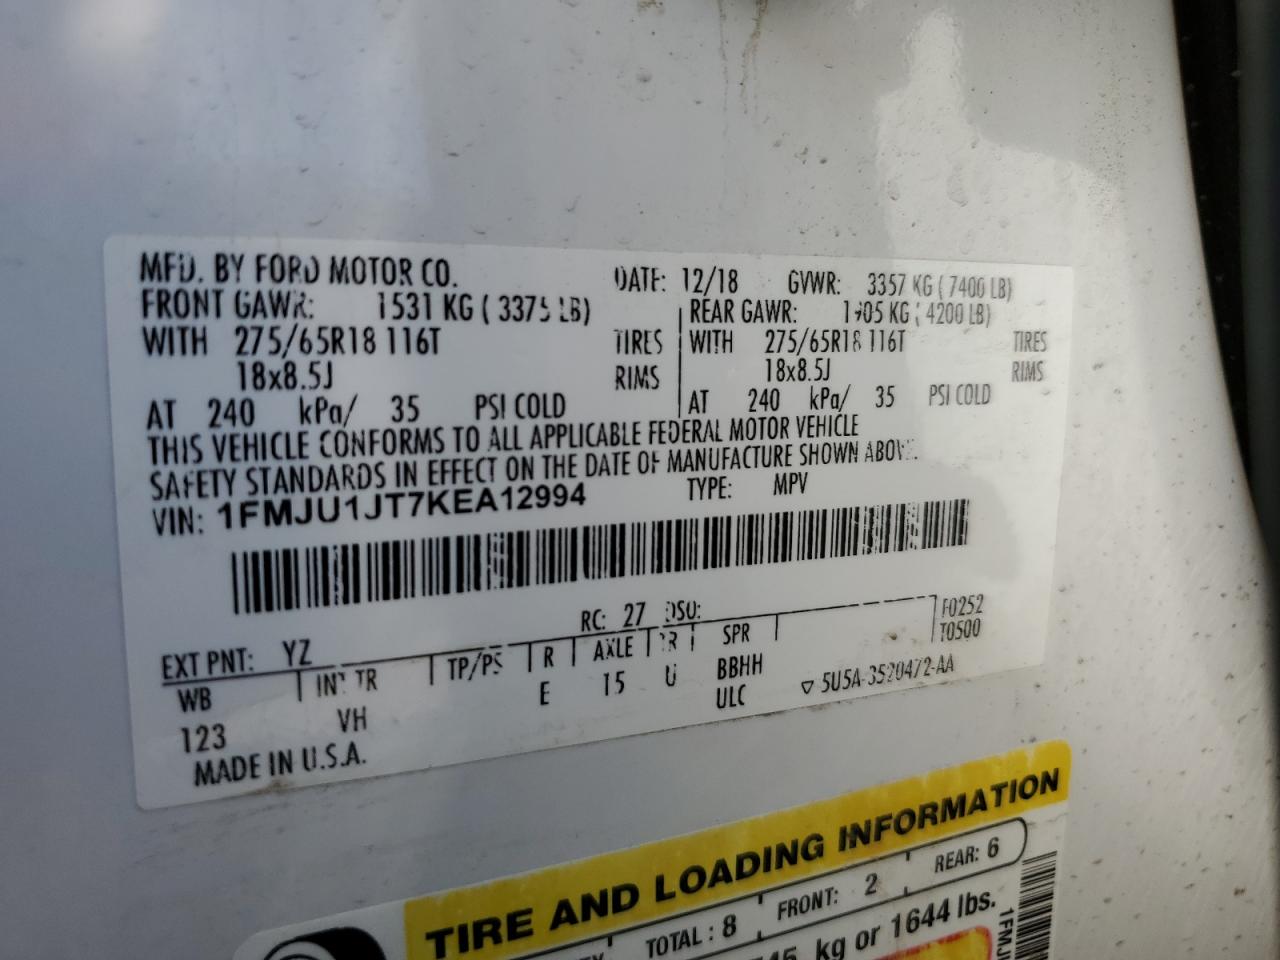 MFD. BY FORD MOTOR CO. DATE: 12/18 GVWR: 3357 KG ( 7400 LB)
FRONT GAWR: 1531 KG ( 3375 LB) REAR GAWR: 1905 KG ( 4200 LB)
WITH 275/65R18 116T TIRES WITH 275/65R18 116T TIRES
18x8.5J RIMS 18x8.5J RIMS
AT 240 kPa/ 35 PSI COLD AT 240 kPa/ 35 PSI COLD
THIS VEHICLE CONFORMS TO ALL APPLICABLE FEDERAL MOTOR VEHICLE
SAFETY STANDARDS IN EFFECT ON THE DATE OF MANUFACTURE SHOWN ABOVE.
VIN: 1FMJU1JT7KEA12994 TYPE: MPV
EXT PNT: YZ RC: 27 DSO: F0252
WB INT TR TP/PS R AXLE TR SPR T0500
123 VH E 15 U BBHH
ULC ▽ 5U5A-3520472-AA
MADE IN U.S.A.
TIRE AND LOADING INFORMATION
TOTAL : 8 FRONT: 2 REAR: 6
kg or 1644 lbs.